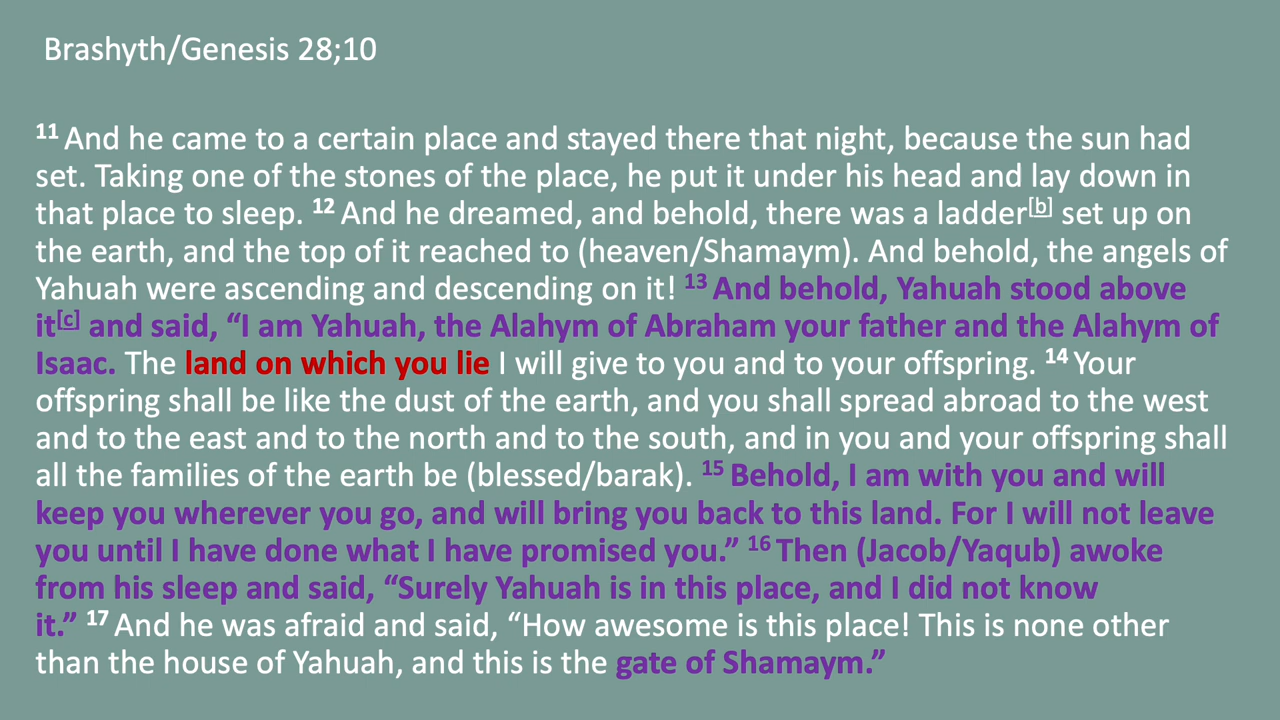 Brashyth/Genesis 28;10
11 And he came to a certain place and stayed there that night, because the sun had
set. Taking one of the stones of the place, he put it under his head and lay down in
that place to sleep. 12 And he dreamed, and behold, there was a ladder[b] set up on
the earth, and the top of it reached to (heaven/Shamaym). And behold, the angels of
Yahuah were ascending and descending on it! 13 And behold, Yahuah stood above
it[c] and said, “I am Yahuah, the Alahym of Abraham your father and the Alahym of
Isaac. The land on which you lie I will give to you and to your offspring. 14 Your
offspring shall be like the dust of the earth, and you shall spread abroad to the west
and to the east and to the north and to the south, and in you and your offspring shall
all the families of the earth be (blessed/barak). 15 Behold, I am with you and will
keep you wherever you go, and will bring you back to this land. For I will not leave
you until I have done what I have promised you.” 16 Then (Jacob/Yaqub) awoke
from his sleep and said, “Surely Yahuah is in this place, and I did not know
it.” 17 And he was afraid and said, “How awesome is this place! This is none other
than the house of Yahuah, and this is the gate of Shamaym.”